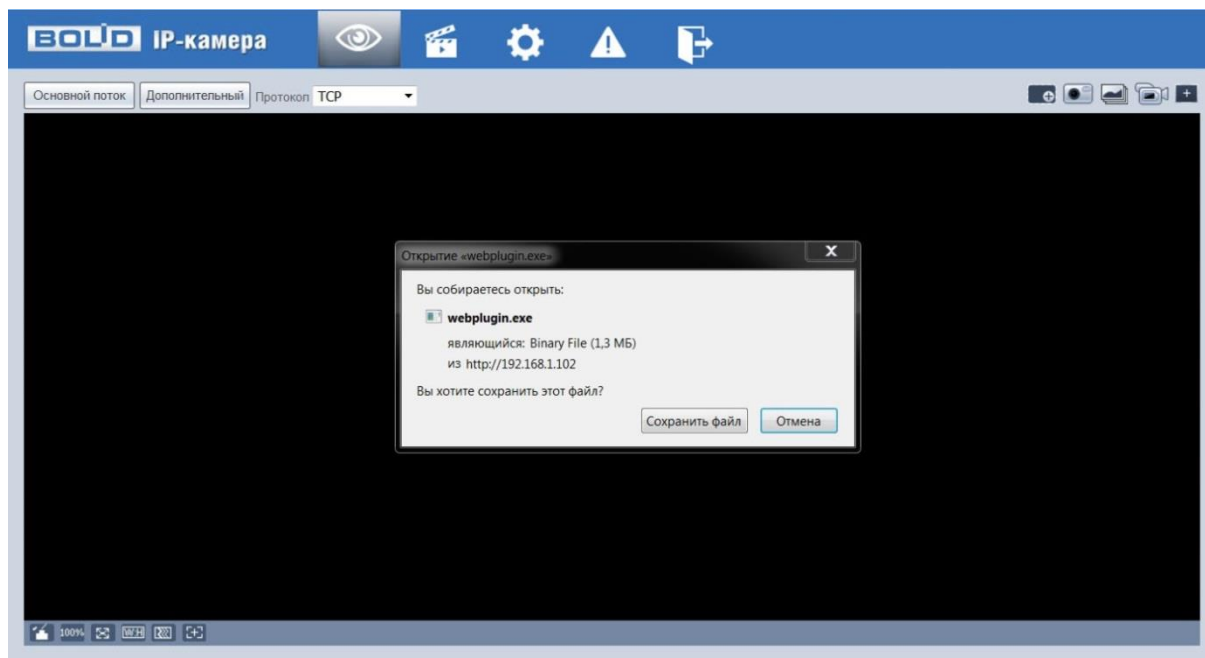 BOLID IP-камера
Основной поток Дополнительный Протокол TCP
Открытие «webplugin.exe»
Вы собираетесь открыть:
webplugin.exe
являющийся: Binary File (1,3 МБ)
из http://192.168.1.102
Вы хотите сохранить этот файл?
Сохранить файл Отмена
100% W:H